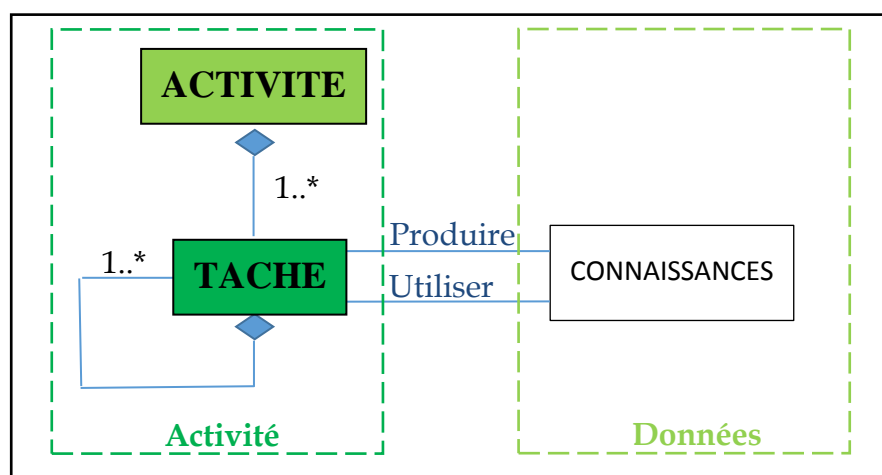 ACTIVITE
1..*
1..*
TACHE
Produire
Utiliser
CONNAISSANCES
Activité
Données